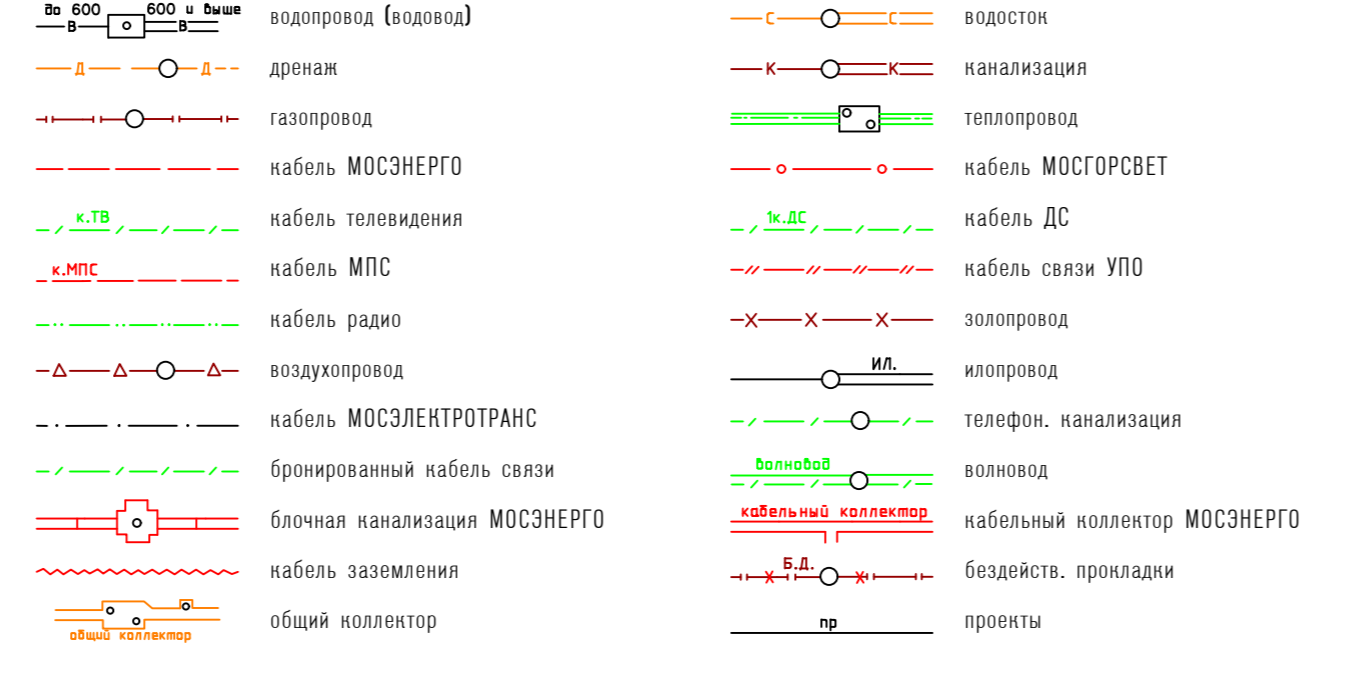 до 600 600 и выше
В В водопровод (водовод)
Д Д дренаж
газопровод
кабель МОСЭНЕРГО
к.ТВ кабель телевидения
к.МПС кабель МПС
кабель радио
воздухопровод
кабель МОСЭЛЕКТРОТРАНС
бронированный кабель связи
блочная канализация МОСЭНЕРГО
кабель заземления
общий коллектор
общий коллектор
С С водосток
К К канализация
теплопровод
кабель МОСГОРСВЕТ
1к.ДС кабель ДС
кабель связи УПО
золопровод
ИЛ. илопровод
телефон. канализация
волновод волновод
кабельный коллектор кабельный коллектор МОСЭНЕРГО
Б.Д. бездейств. прокладки
пр проекты